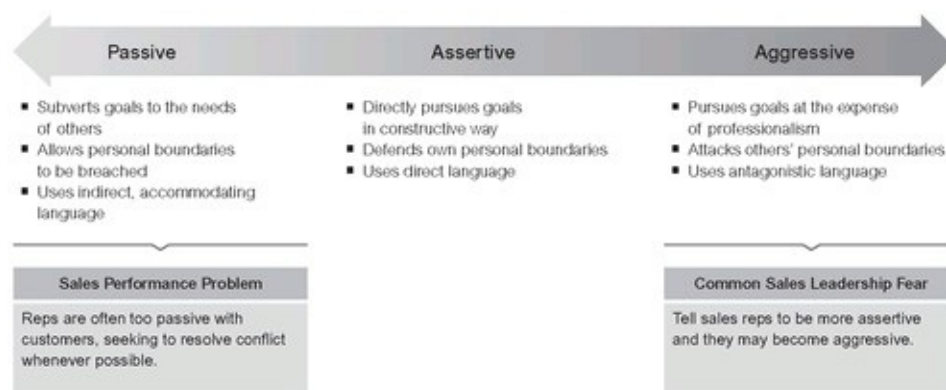 Passive
Assertive
Aggressive
▪ Subverts goals to the needs
of others
▪ Allows personal boundaries
to be breached
▪ Uses indirect, accommodating
language
▪ Directly pursues goals
in constructive way
▪ Defends own personal boundaries
▪ Uses direct language
▪ Pursues goals at the expense
of professionalism
▪ Attacks others' personal boundaries
▪ Uses antagonistic language
Sales Performance Problem
Reps are often too passive with
customers, seeking to resolve conflict
whenever possible.
Common Sales Leadership Fear
Tell sales reps to be more assertive
and they may become aggressive.